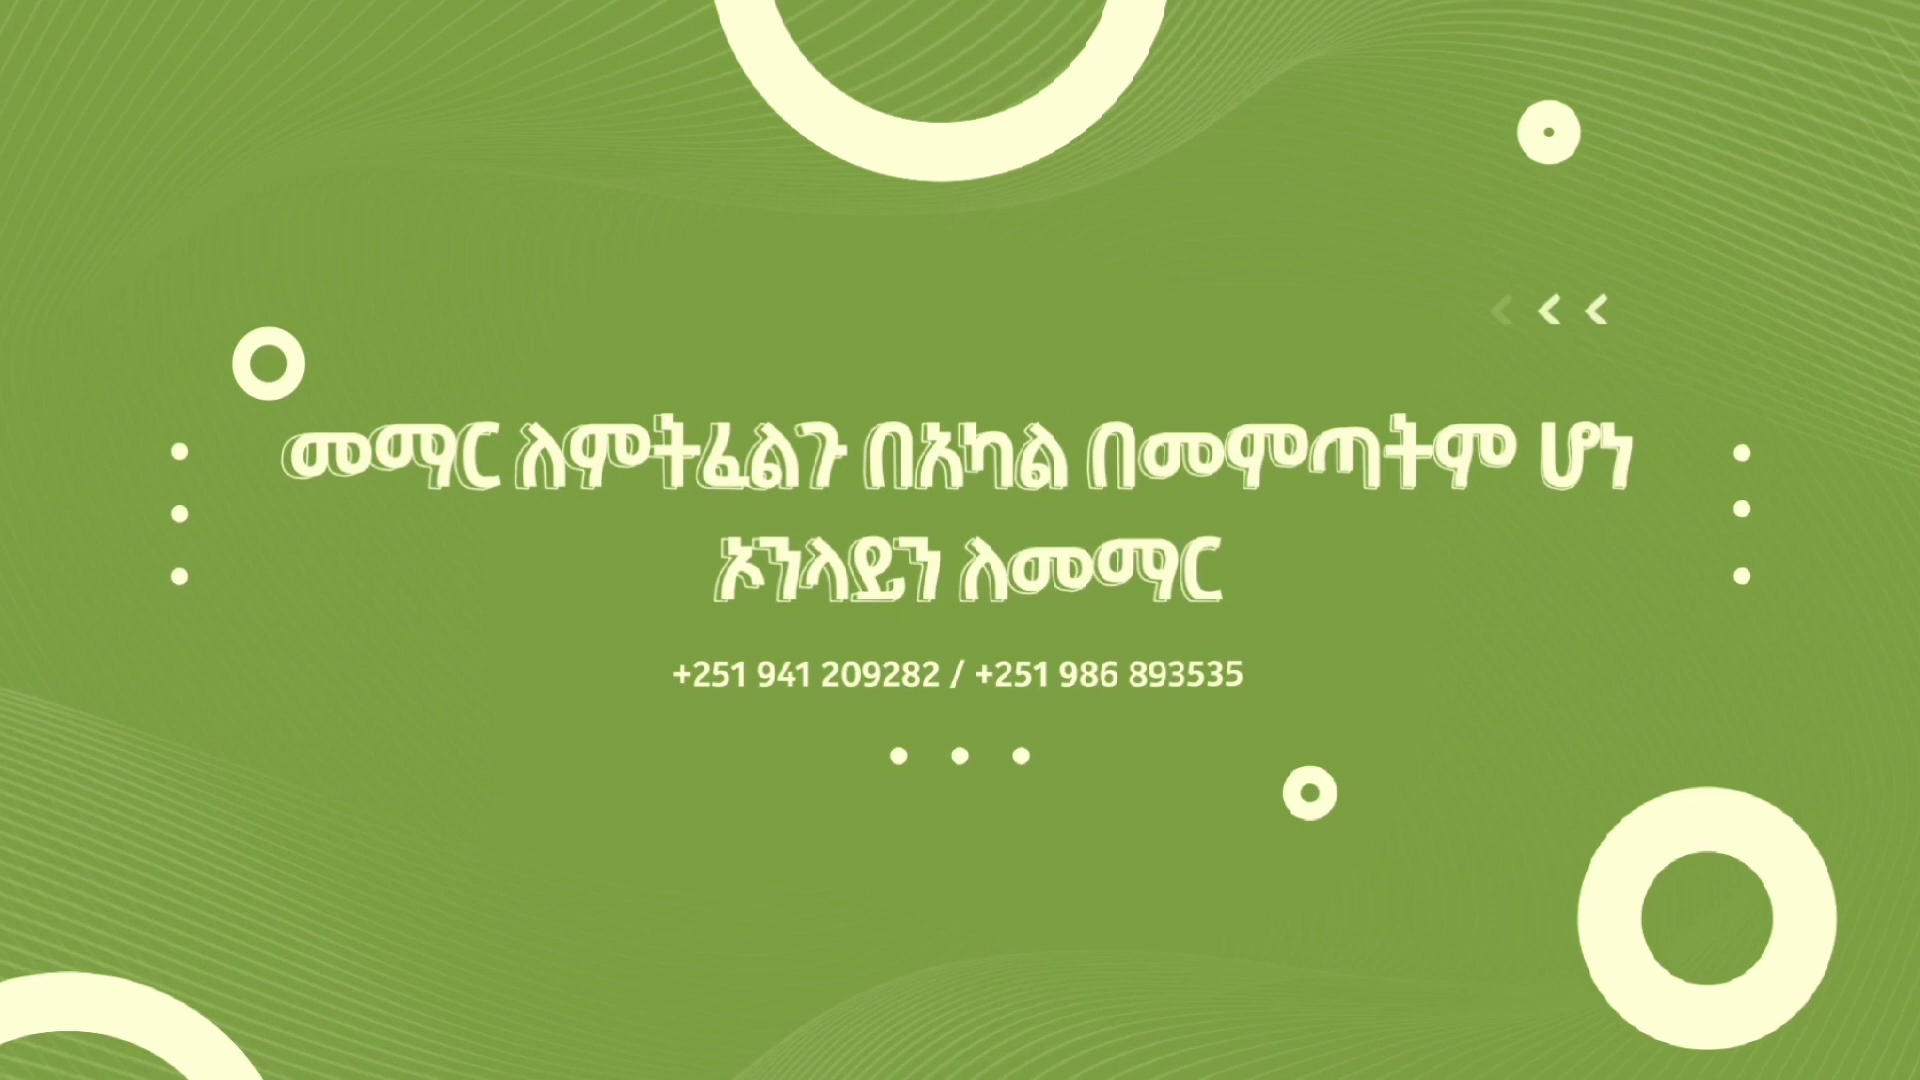 መማር ለምትፈልጉ በአካል በመምጣትም ሆነ
ኦንላይን ለመማር
+251 941 209282 / +251 986 893535